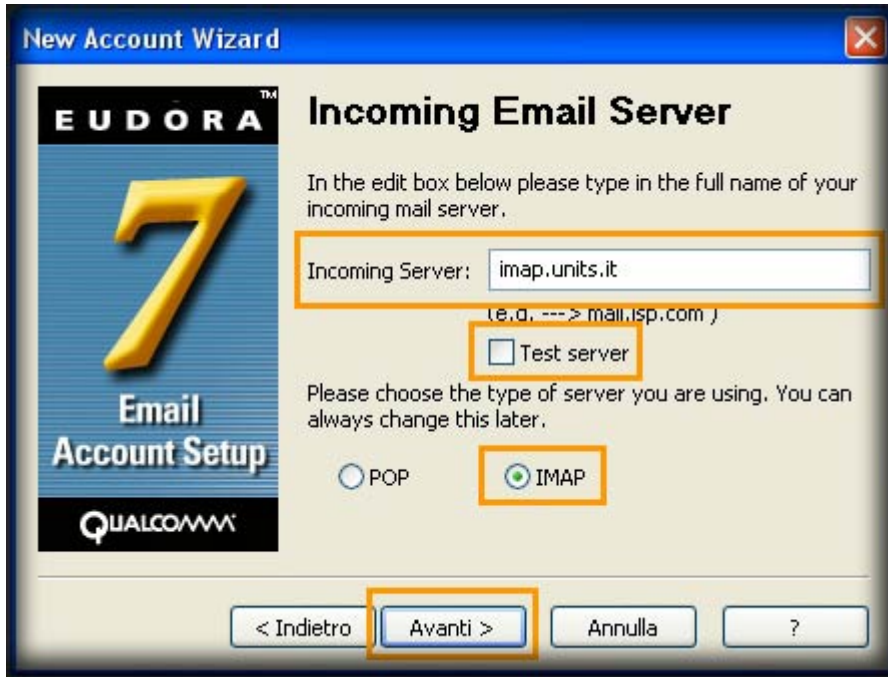 New Account Wizard
EUDORA™
7
Email
Account Setup
QUALCOMM
Incoming Email Server
In the edit box below please type in the full name of your
incoming mail server.
Incoming Server: imap.units.it
(e.g. ---> mail.isp.com )
Test server
Please choose the type of server you are using. You can
always change this later.
POP IMAP
< Indietro Avanti > Annulla ?